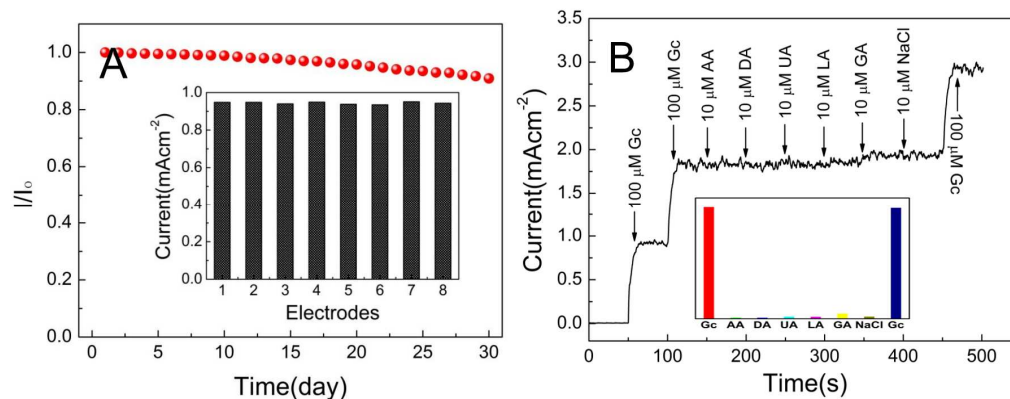 A
I/I₀
1.0
0.8
0.6
0.4
0.2
0.0
0
5
10
15
20
25
30
Time(day)
Current(mAcm⁻²)
1.0
0.8
0.6
0.4
0.2
0.0
1 2 3 4 5 6 7 8
Electrodes
B
Current(mAcm⁻²)
3.5
3.0
2.5
2.0
1.5
1.0
0.5
0.0
100 μM Gc
100 μM Gc
10 μM AA
10 μM DA
10 μM UA
10 μM LA
10 μM GA
10 μM NaCl
100 μM Gc
Gc AA DA UA LA GA NaCl Gc
0 100 200 300 400 500
Time(s)